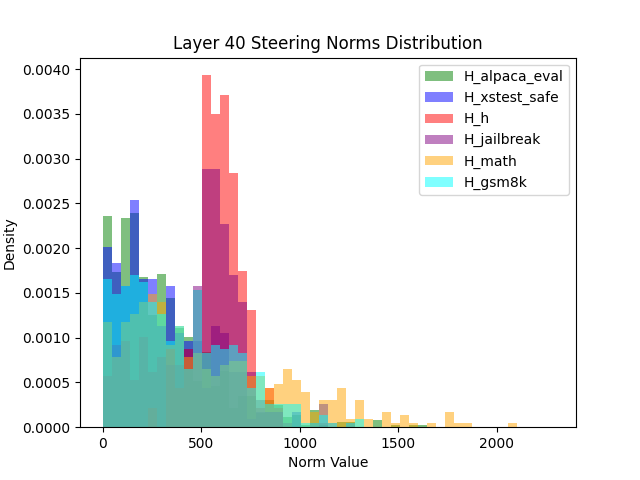 Layer 40 Steering Norms Distribution
0.0040
0.0035
0.0030
0.0025
0.0020
0.0015
0.0010
0.0005
0.0000
Density
H_alpaca_eval
H_xstest_safe
H_h
H_jailbreak
H_math
H_gsm8k
0
500
1000
1500
2000
Norm Value